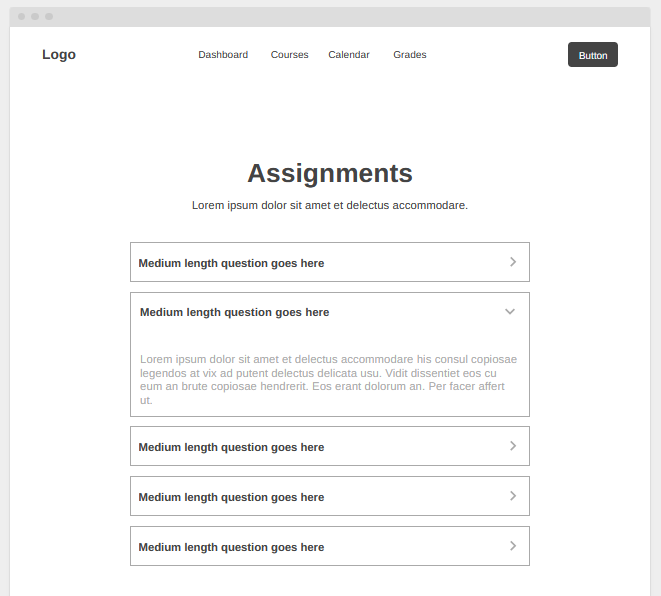 Logo
Dashboard Courses Calendar Grades
Button
Assignments
Lorem ipsum dolor sit amet et delectus accommodare.
Medium length question goes here
Medium length question goes here
Lorem ipsum dolor sit amet et delectus accommodare his consul copiosae
legendos at vix ad putent delectus delicata usu. Vidit dissentiet eos cu
eum an brute copiosae hendrerit. Eos erant dolorum an. Per facer affert
ut.
Medium length question goes here
Medium length question goes here
Medium length question goes here